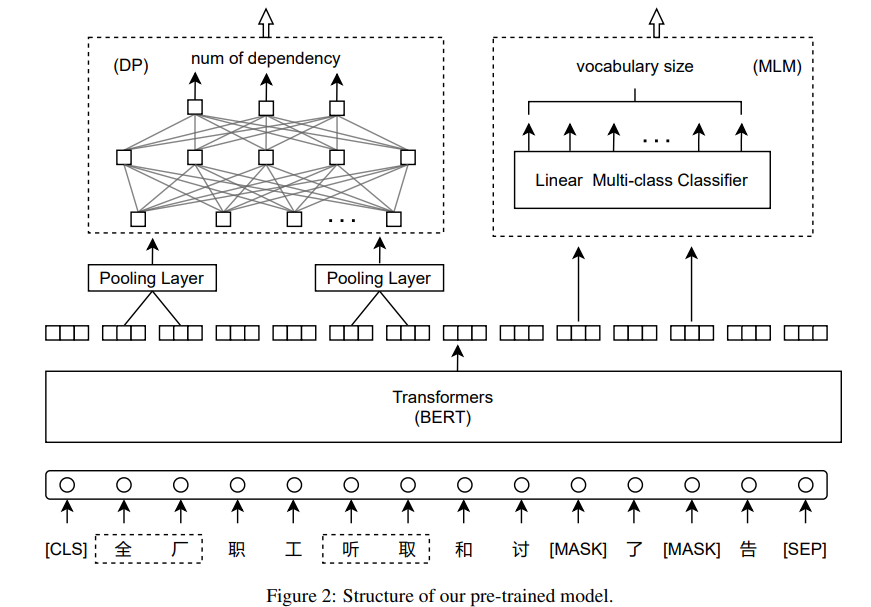 (DP) num of dependency
vocabulary size (MLM)
. . .
Linear Multi-class Classifier
. . .
Pooling Layer Pooling Layer
Transformers
(BERT)
[CLS] 全 厂 职 工 听 取 和 讨 [MASK] 了 [MASK] 告 [SEP]
Figure 2: Structure of our pre-trained model.